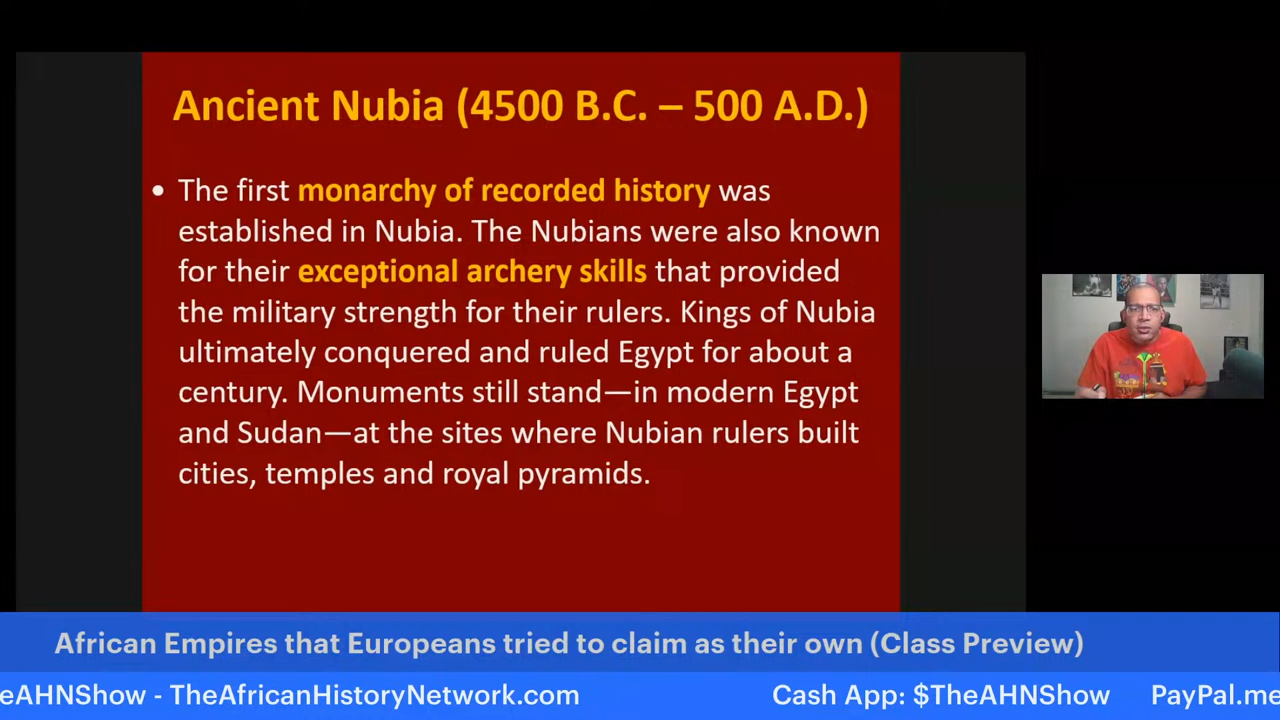 Ancient Nubia (4500 B.C. – 500 A.D.)
• The first monarchy of recorded history was
established in Nubia. The Nubians were also known
for their exceptional archery skills that provided
the military strength for their rulers. Kings of Nubia
ultimately conquered and ruled Egypt for about a
century. Monuments still stand—in modern Egypt
and Sudan—at the sites where Nubian rulers built
cities, temples and royal pyramids.
African Empires that Europeans tried to claim as their own (Class Preview)
eAHNShow - TheAfricanHistoryNetwork.com Cash App: $TheAHNShow PayPal.me